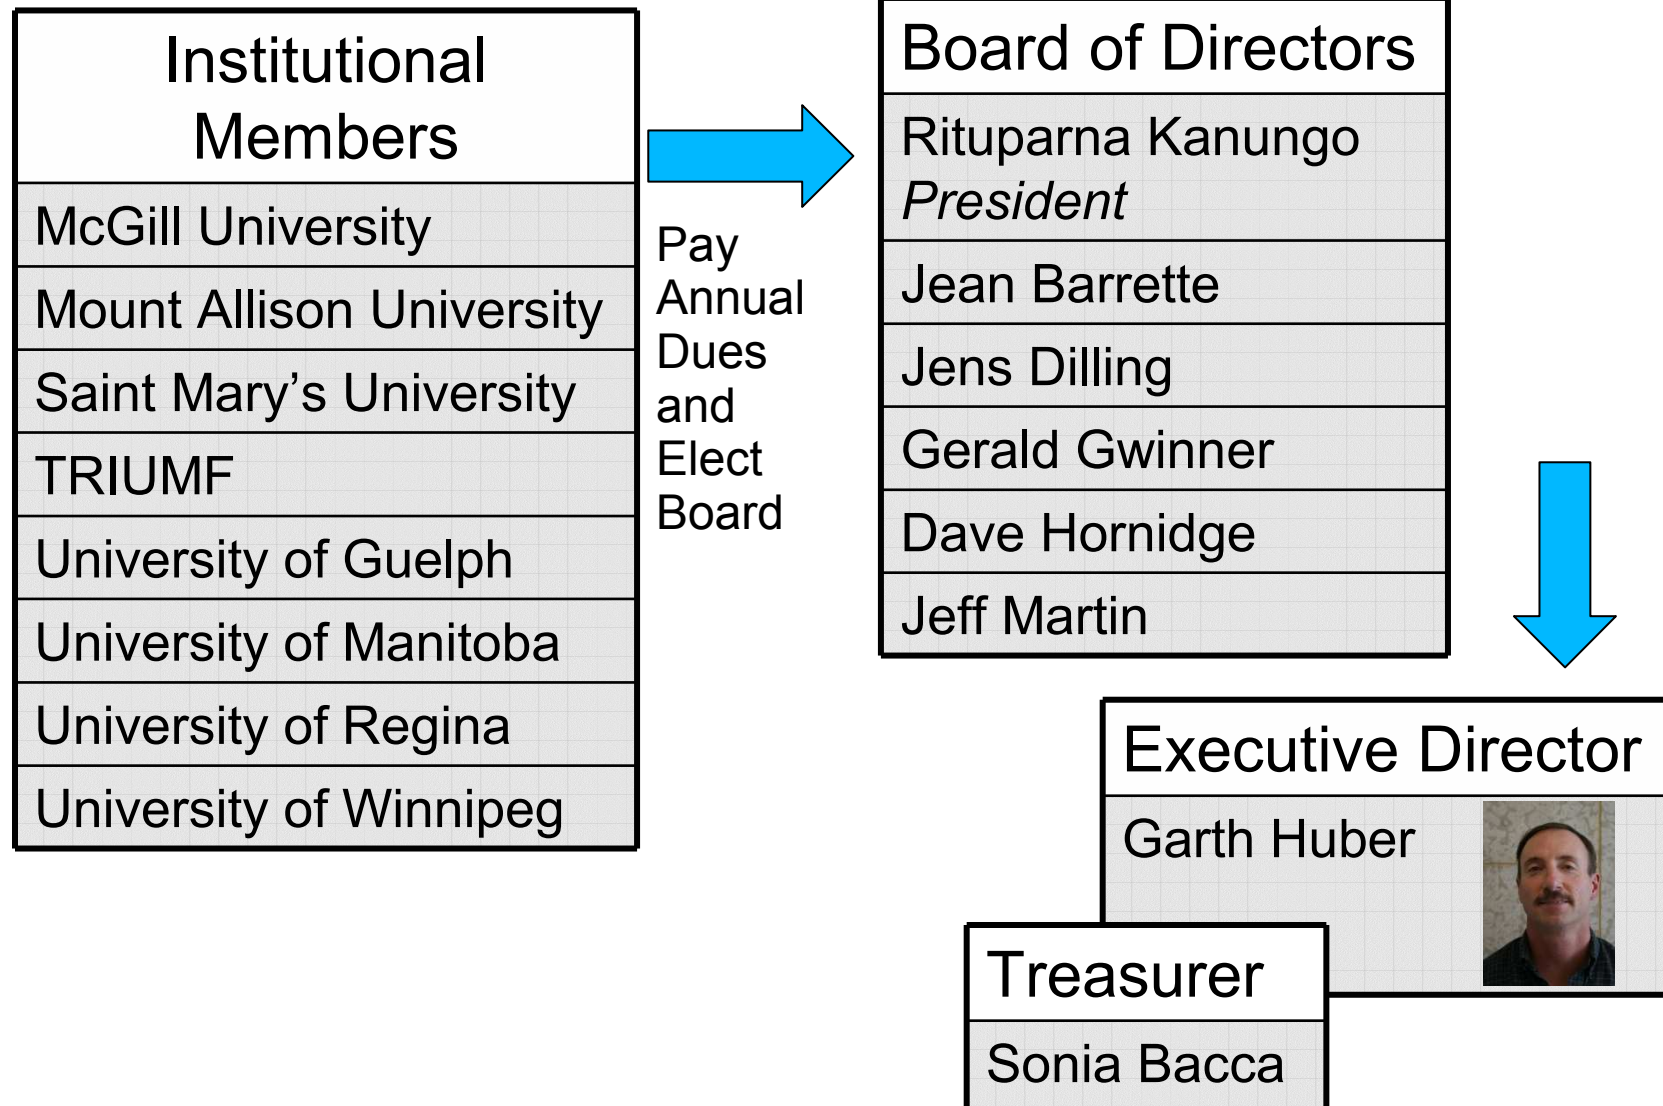 Institutional
Members
McGill University
Mount Allison University
Saint Mary’s University
TRIUMF
University of Guelph
University of Manitoba
University of Regina
University of Winnipeg
Pay
Annual
Dues
and
Elect
Board
Board of Directors
Rituparna Kanungo
President
Jean Barrette
Jens Dilling
Gerald Gwinner
Dave Hornidge
Jeff Martin
Executive Director
Garth Huber
Treasurer
Sonia Bacca